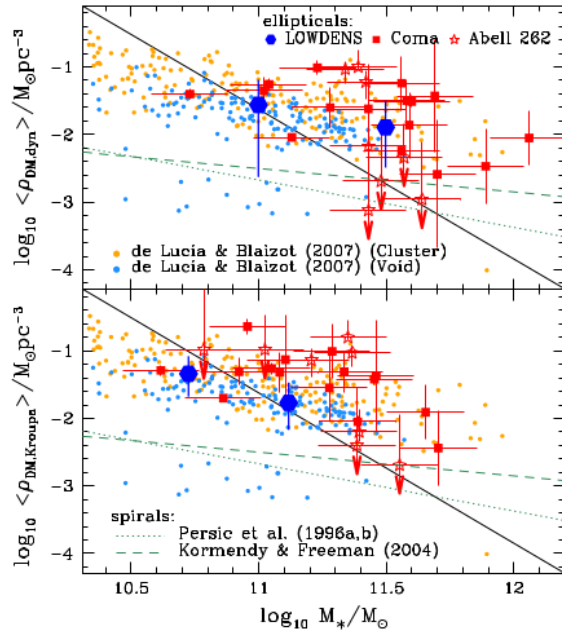 ellipticals:
LOWDENS Coma Abell 262
-1
-2
-3
-4
log₁₀ <ρDM,dyn> /M⊙pc⁻³
de Lucia & Blaizot (2007) (Cluster)
de Lucia & Blaizot (2007) (Void)
-1
-2
-3
-4
log₁₀ <ρDM,Kroupa> /M⊙pc⁻³
spirals:
Persic et al. (1996a,b)
Kormendy & Freeman (2004)
10.5 11 11.5 12
log₁₀ M*/M⊙